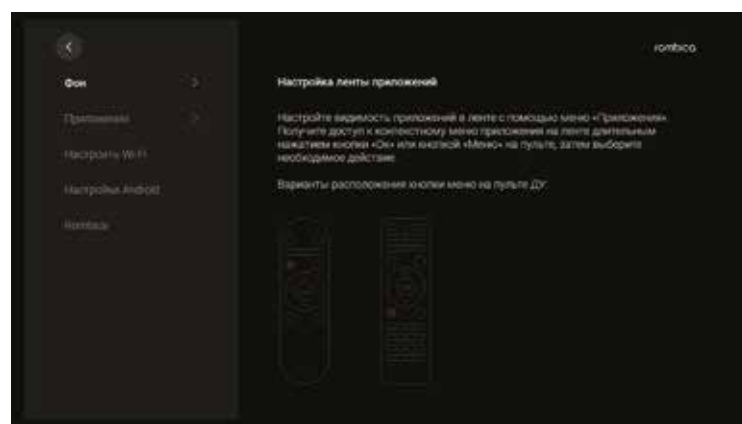 rombica
Фон
Приложения
Настроить Wi-Fi
Настройки Android
Rombica
Настройка ленты приложений
Настройте видимость приложений в ленте с помощью меню «Приложения».
Получите доступ к контекстному меню приложения на ленте длительным
нажатием кнопки «Ок» или кнопкой «Меню» на пульте, затем выберите
необходимое действие.
Варианты расположения кнопки меню на пульте ДУ: